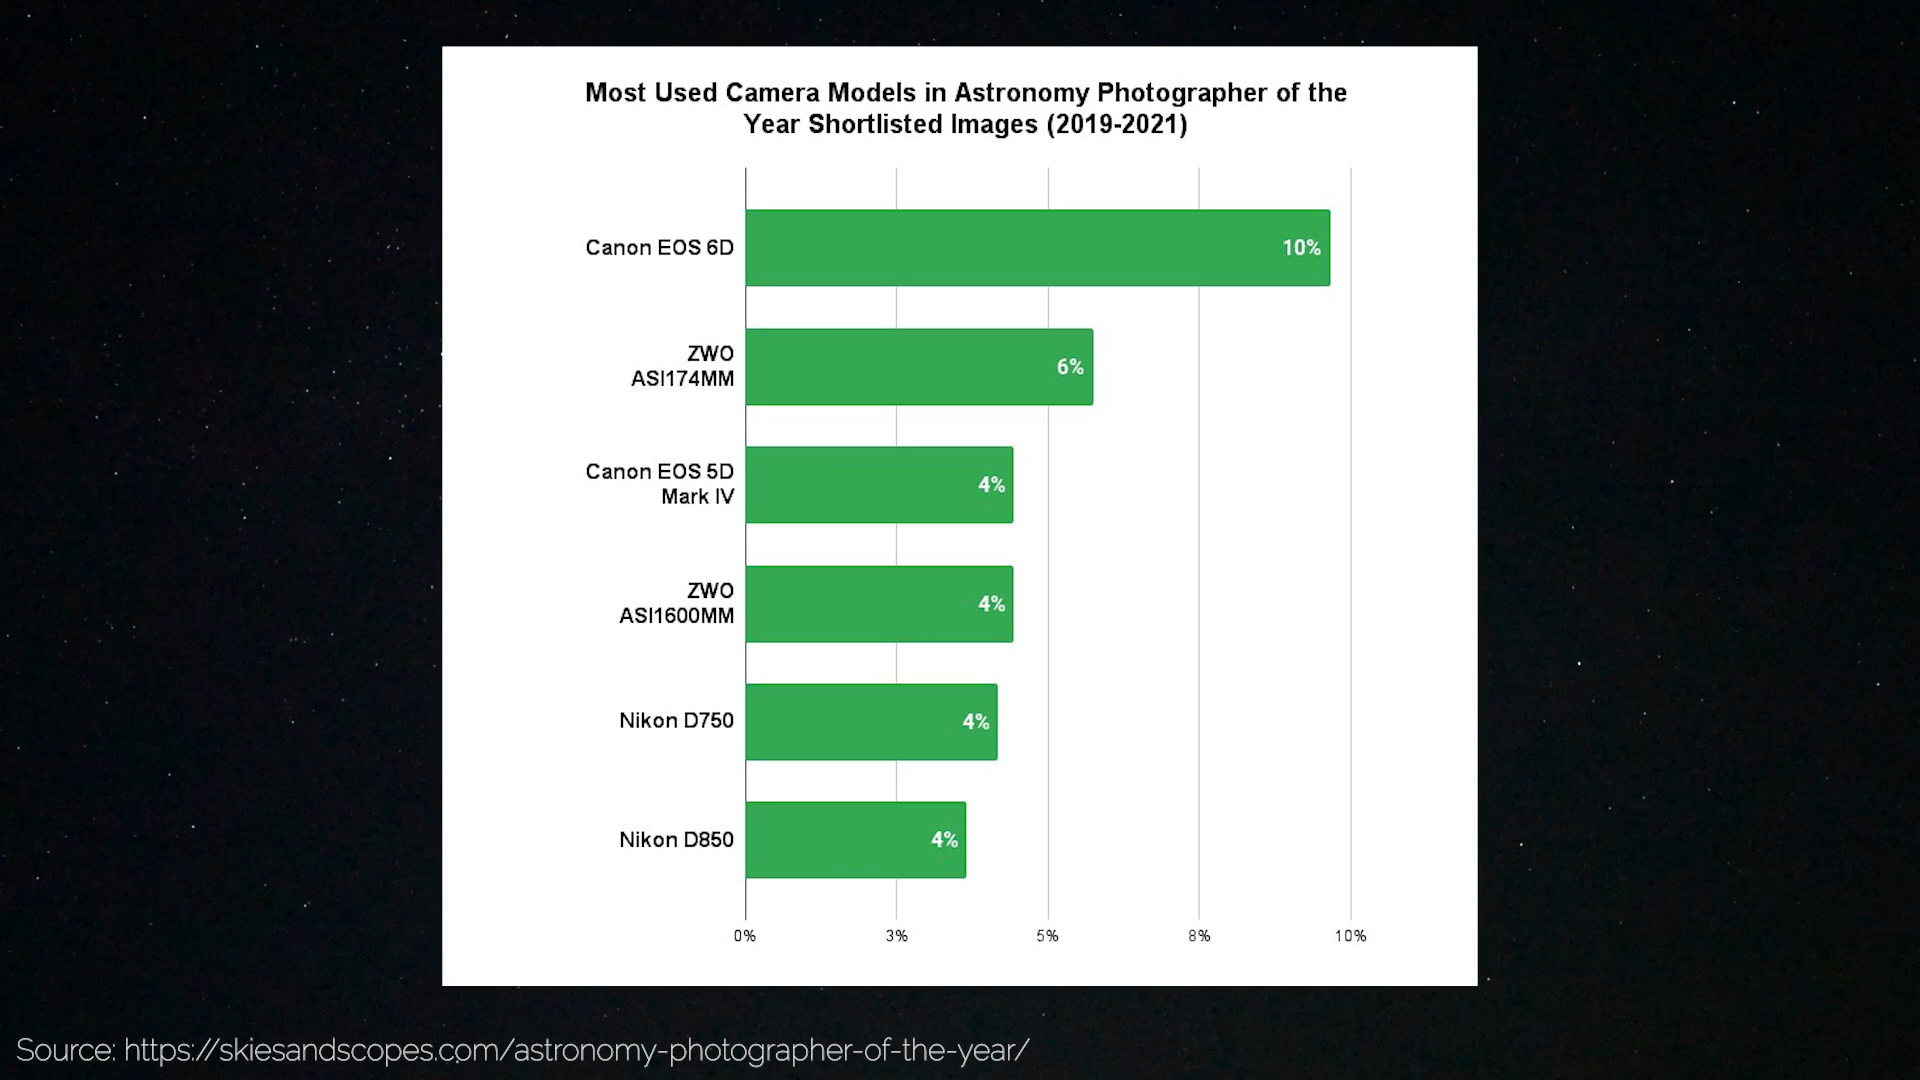 Most Used Camera Models in Astronomy Photographer of the
Year Shortlisted Images (2019-2021)
Canon EOS 6D
10%
ZWO
ASI174MM
6%
Canon EOS 5D
Mark IV
4%
ZWO
ASI1600MM
4%
Nikon D750
4%
Nikon D850
4%
0%
3%
5%
8%
10%
Source: https://skiesandscopes.com/astronomy-photographer-of-the-year/